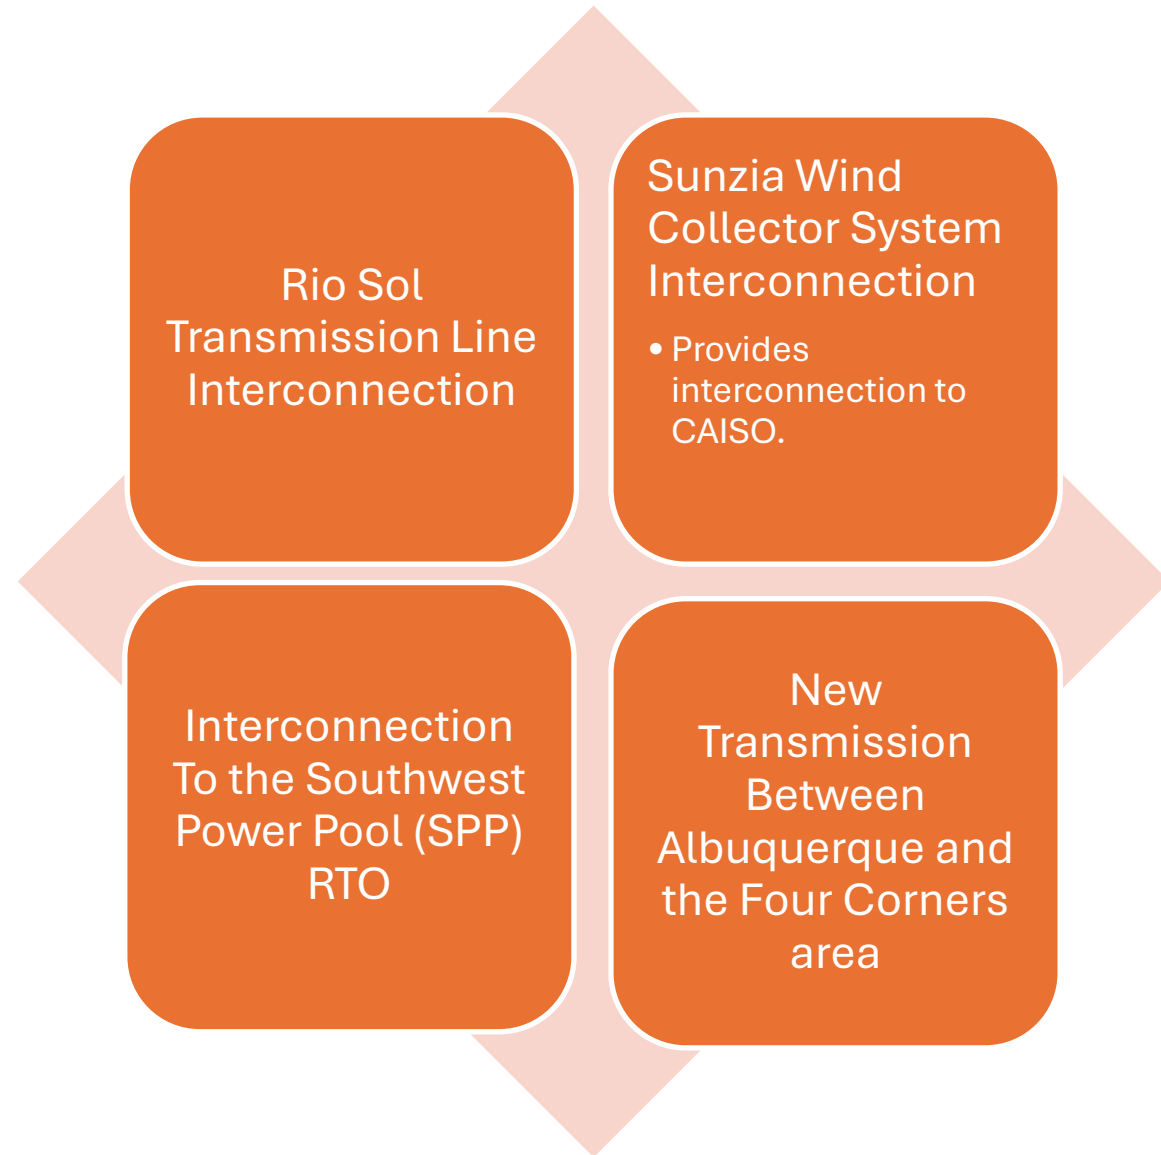 Rio Sol
Transmission Line
Interconnection
Sunzia Wind
Collector System
Interconnection
• Provides
interconnection to
CAISO.
Interconnection
To the Southwest
Power Pool (SPP)
RTO
New
Transmission
Between
Albuquerque and
the Four Corners
area